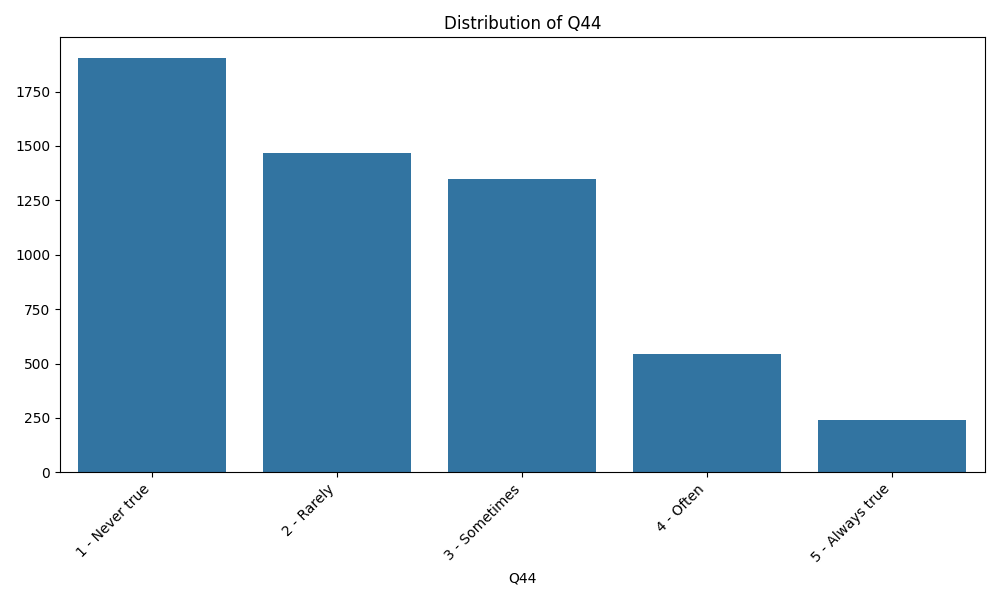 Distribution of Q44
1750
1500
1250
1000
750
500
250
0
1 - Never true
2 - Rarely
3 - Sometimes
4 - Often
5 - Always true
Q44